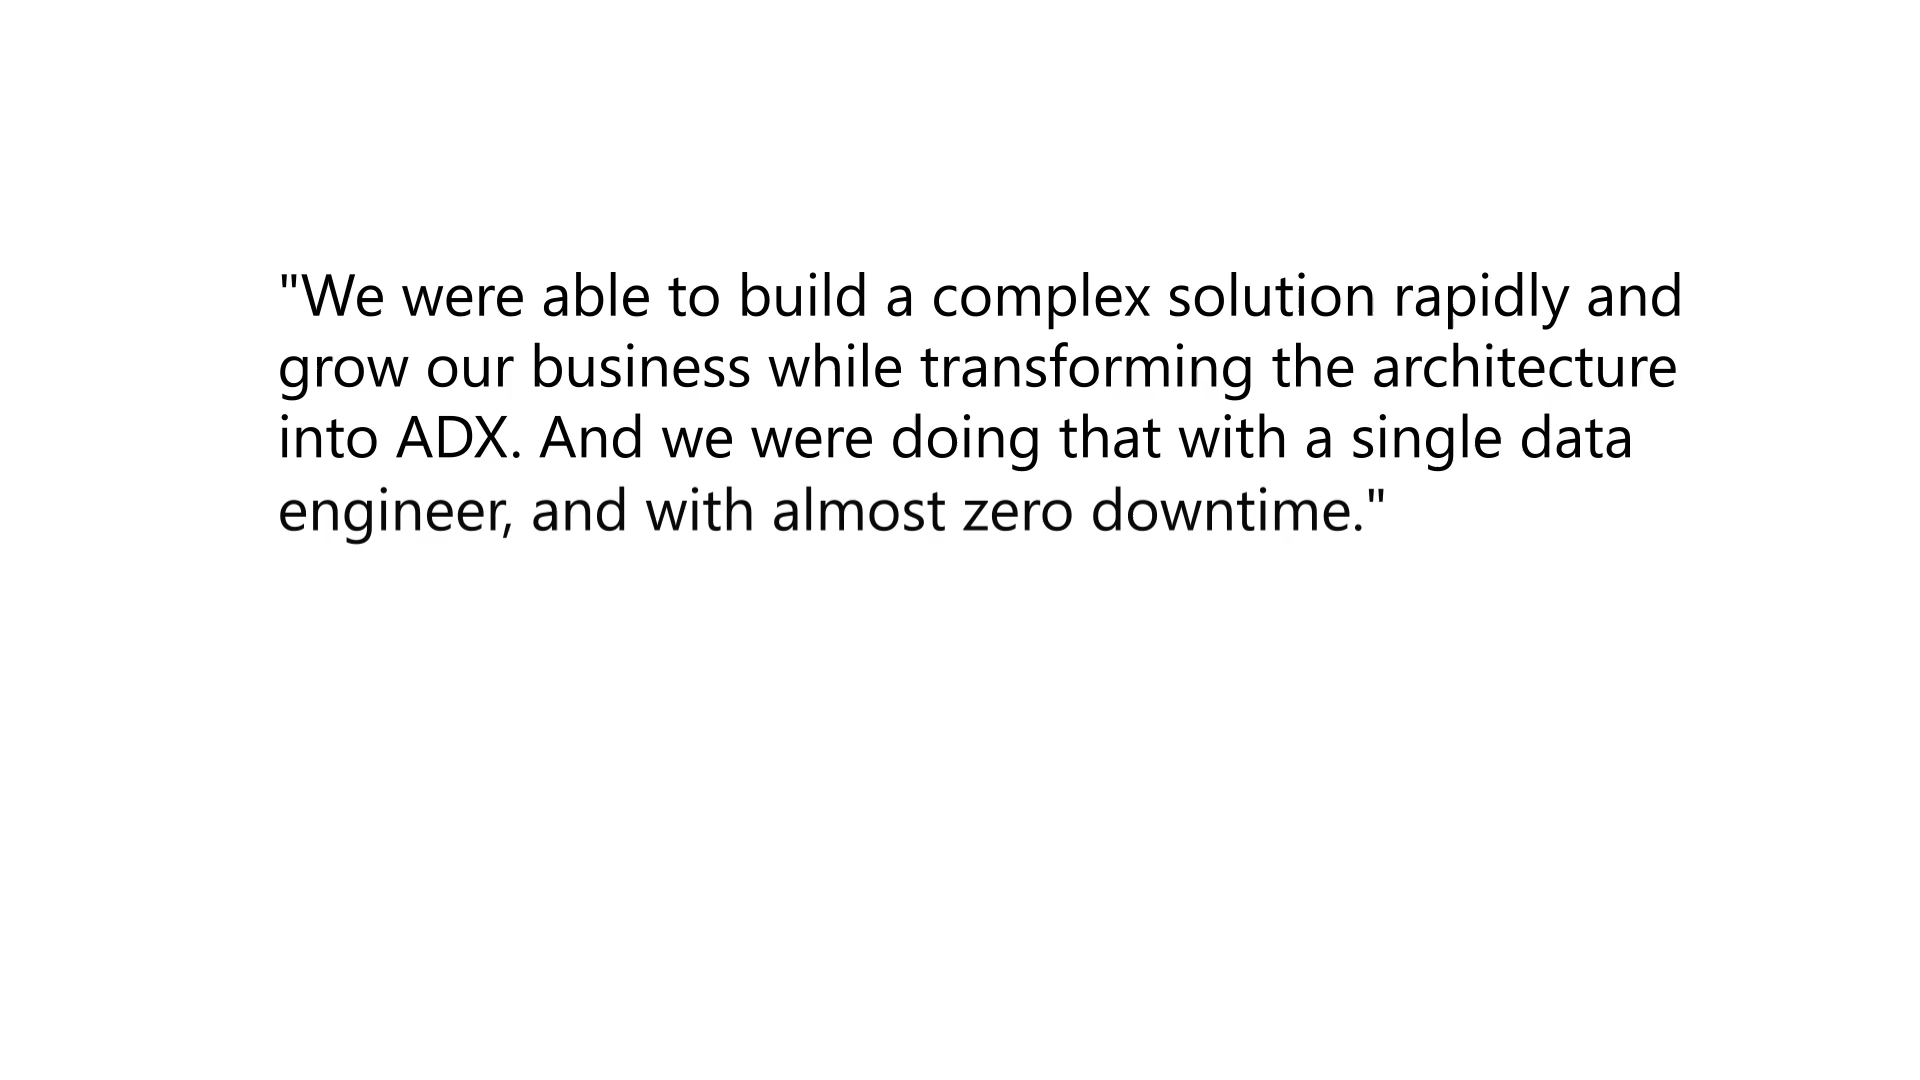 "We were able to build a complex solution rapidly and
grow our business while transforming the architecture
into ADX. And we were doing that with a single data
engineer, and with almost zero downtime."